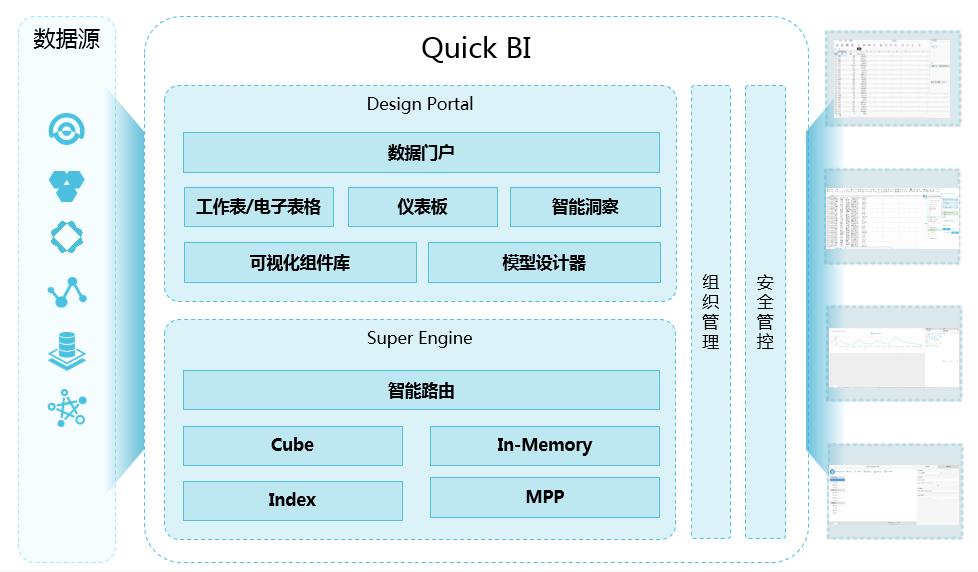 数据源
Quick BI
Design Portal
数据门户
工作表/电子表格
仪表板
智能洞察
可视化组件库
模型设计器
Super Engine
智能路由
Cube
In-Memory
Index
MPP
组织管理
安全管控